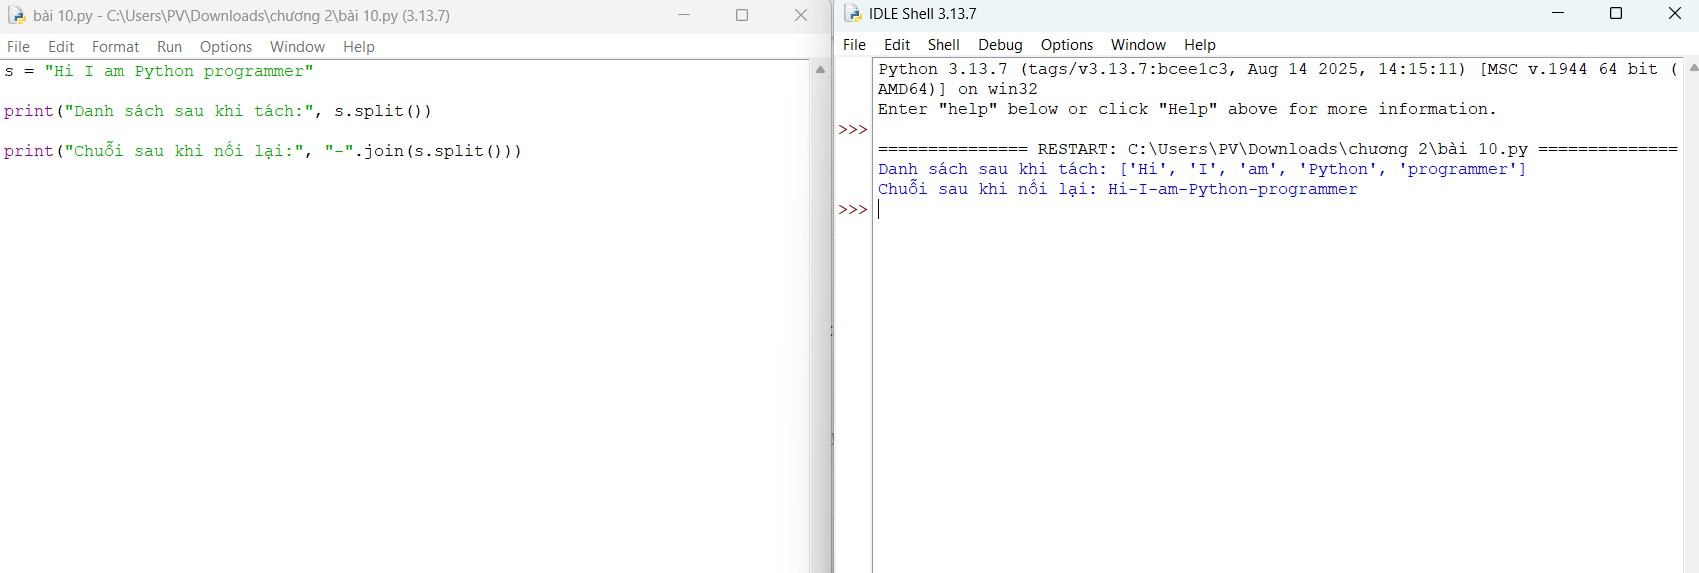 bài 10.py - C:\Users\PV\Downloads\chương 2\bài 10.py (3.13.7)
File Edit Format Run Options Window Help
s = "Hi I am Python programmer"
print("Danh sách sau khi tách:", s.split())
print("Chuỗi sau khi nối lại:", "-".join(s.split()))
IDLE Shell 3.13.7
File Edit Shell Debug Options Window Help
Python 3.13.7 (tags/v3.13.7:bcee1c3, Aug 14 2025, 14:15:11) [MSC v.1944 64 bit (
AMD64)] on win32
Enter "help" below or click "Help" above for more information.
>>>
=============== RESTART: C:\Users\PV\Downloads\chương 2\bài 10.py ==============
Danh sách sau khi tách: ['Hi', 'I', 'am', 'Python', 'programmer']
Chuỗi sau khi nối lại: Hi-I-am-Python-programmer
>>>